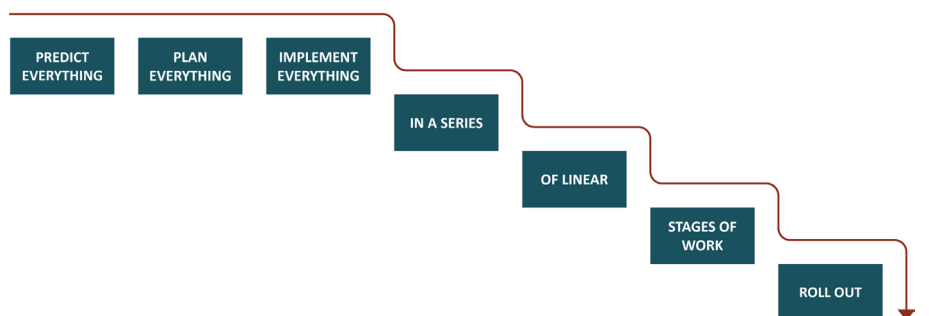 PREDICT
EVERYTHING
PLAN
EVERYTHING
IMPLEMENT
EVERYTHING
IN A SERIES
OF LINEAR
STAGES OF
WORK
ROLL OUT